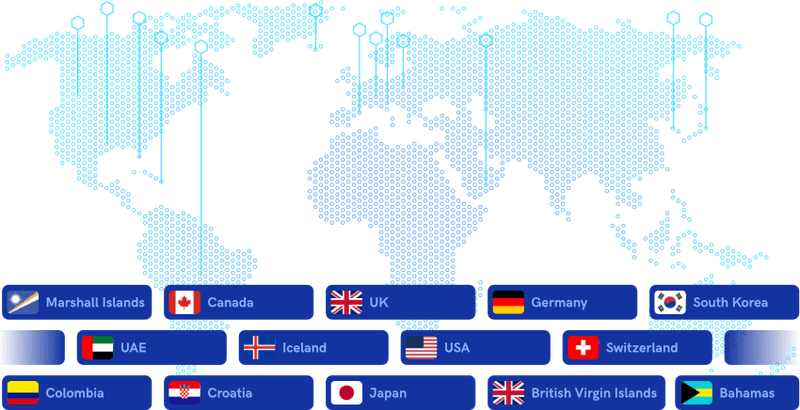 Marshall Islands
Canada
UK
Germany
South Korea
UAE
Iceland
USA
Switzerland
Colombia
Croatia
Japan
British Virgin Islands
Bahamas